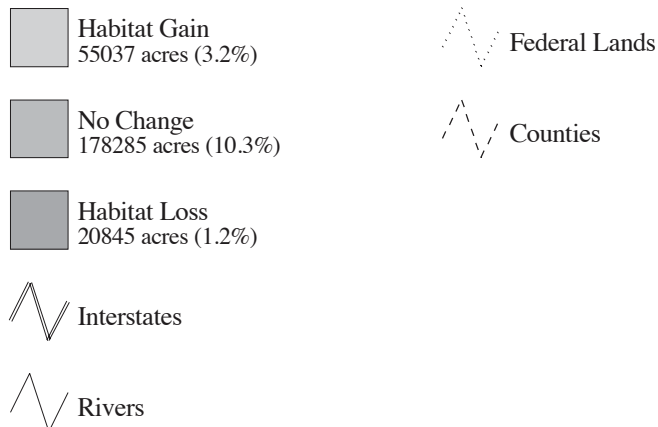 Habitat Gain
55037 acres (3.2%)
No Change
178285 acres (10.3%)
Habitat Loss
20845 acres (1.2%)
Interstates
Rivers
Federal Lands
Counties